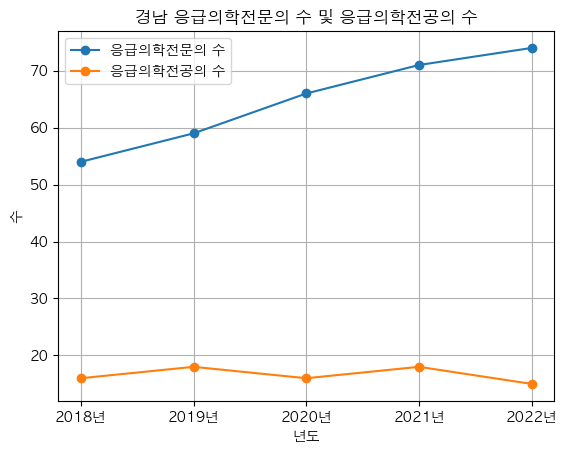 경남 응급의학전문의 수 및 응급의학전공의 수
응급의학전문의 수
응급의학전공의 수
수
70
60
50
40
30
20
2018년 2019년 2020년 2021년 2022년
년도